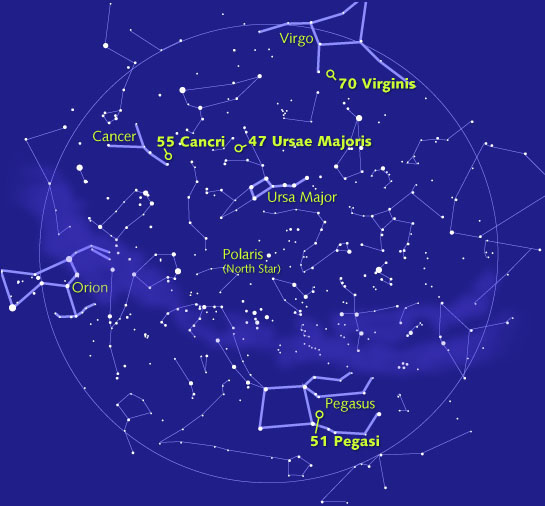 Virgo
70 Virginis
Cancer
55 Cancri
47 Ursae Majoris
Ursa Major
Polaris
(North Star)
Orion
Pegasus
51 Pegasi